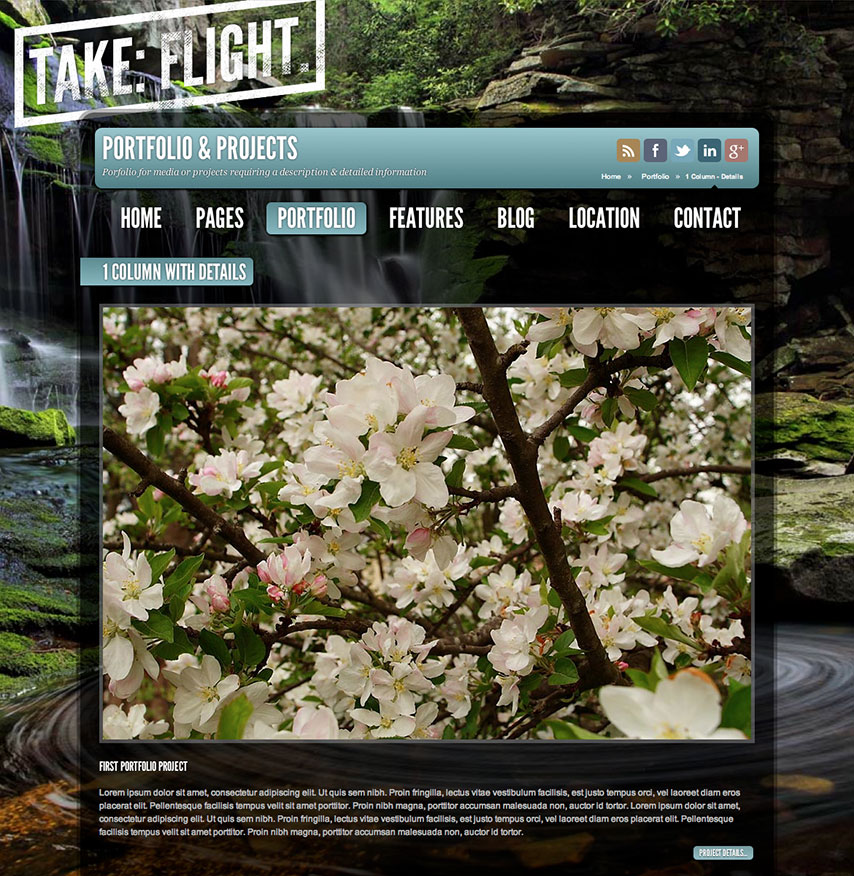 TAKE: FLIGHT.
PORTFOLIO & PROJECTS
Porfolio for media or projects requiring a description & detailed information
Home » Portfolio » 1 Column - Details
HOME PAGES PORTFOLIO FEATURES BLOG LOCATION CONTACT
1 COLUMN WITH DETAILS
FIRST PORTFOLIO PROJECT
Lorem ipsum dolor sit amet, consectetur adipiscing elit. Ut quis sem nibh. Proin fringilla, lectus vitae vestibulum facilisis, est justo tempus orci, vel laoreet diam eros
placerat elit. Pellentesque facilisis tempus velit sit amet porttitor. Proin nibh magna, porttitor accumsan malesuada non, auctor id tortor. Lorem ipsum dolor sit amet,
consectetur adipiscing elit. Ut quis sem nibh. Proin fringilla, lectus vitae vestibulum facilisis, est justo tempus orci, vel laoreet diam eros placerat elit. Pellentesque
facilisis tempus velit sit amet porttitor. Proin nibh magna, porttitor accumsan malesuada non, auctor id tortor.
PROJECT DETAILS...